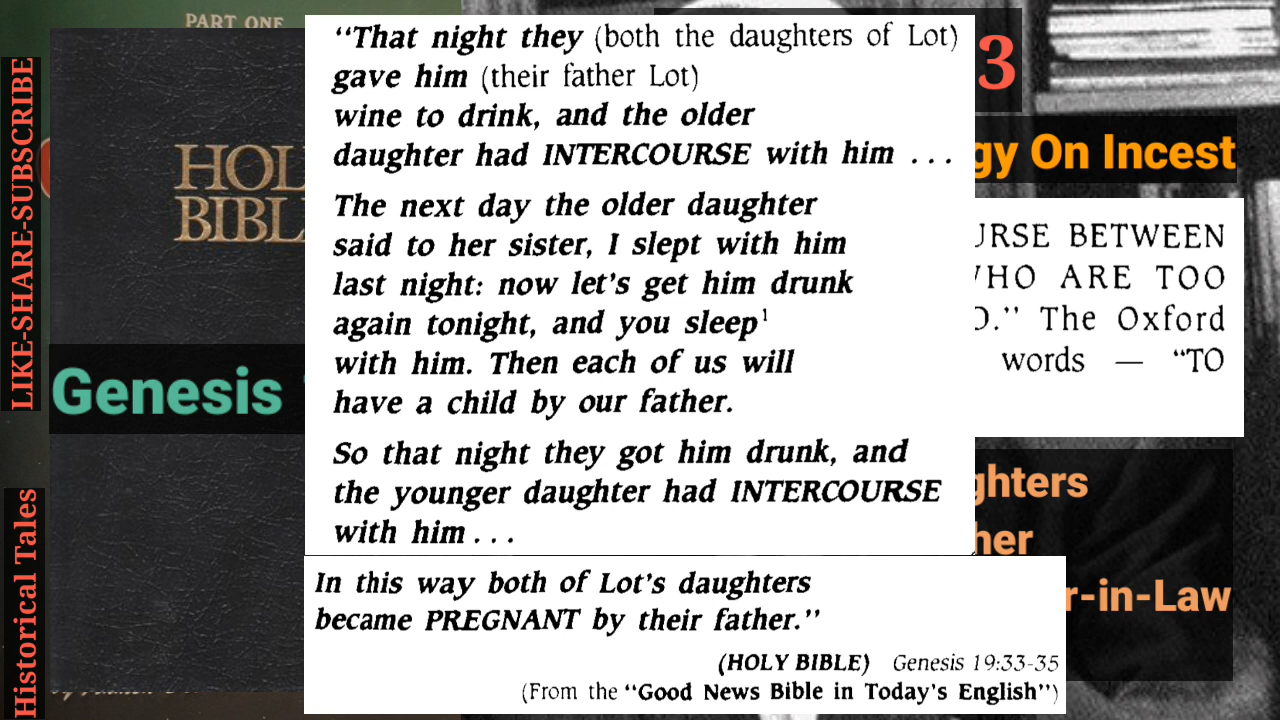 PART ONE
LIKE-SHARE-SUBSCRIBE
Historical Tales
HOL
BIBL
Genesis
"That night they (both the daughters of Lot)
gave him (their father Lot)
wine to drink, and the older
daughter had INTERCOURSE with him . . .
The next day the older daughter
said to her sister, I slept with him
last night: now let's get him drunk
again tonight, and you sleep¹
with him. Then each of us will
have a child by our father.
So that night they got him drunk, and
the younger daughter had INTERCOURSE
with him . . .
In this way both of Lot's daughters
became PREGNANT by their father."
(HOLY BIBLE) Genesis 19:33-35
(From the "Good News Bible in Today's English")
3
gy On Incest
URSE BETWEEN
WHO ARE TOO
O." The Oxford
words — "TO
ghters
her
r-in-Law